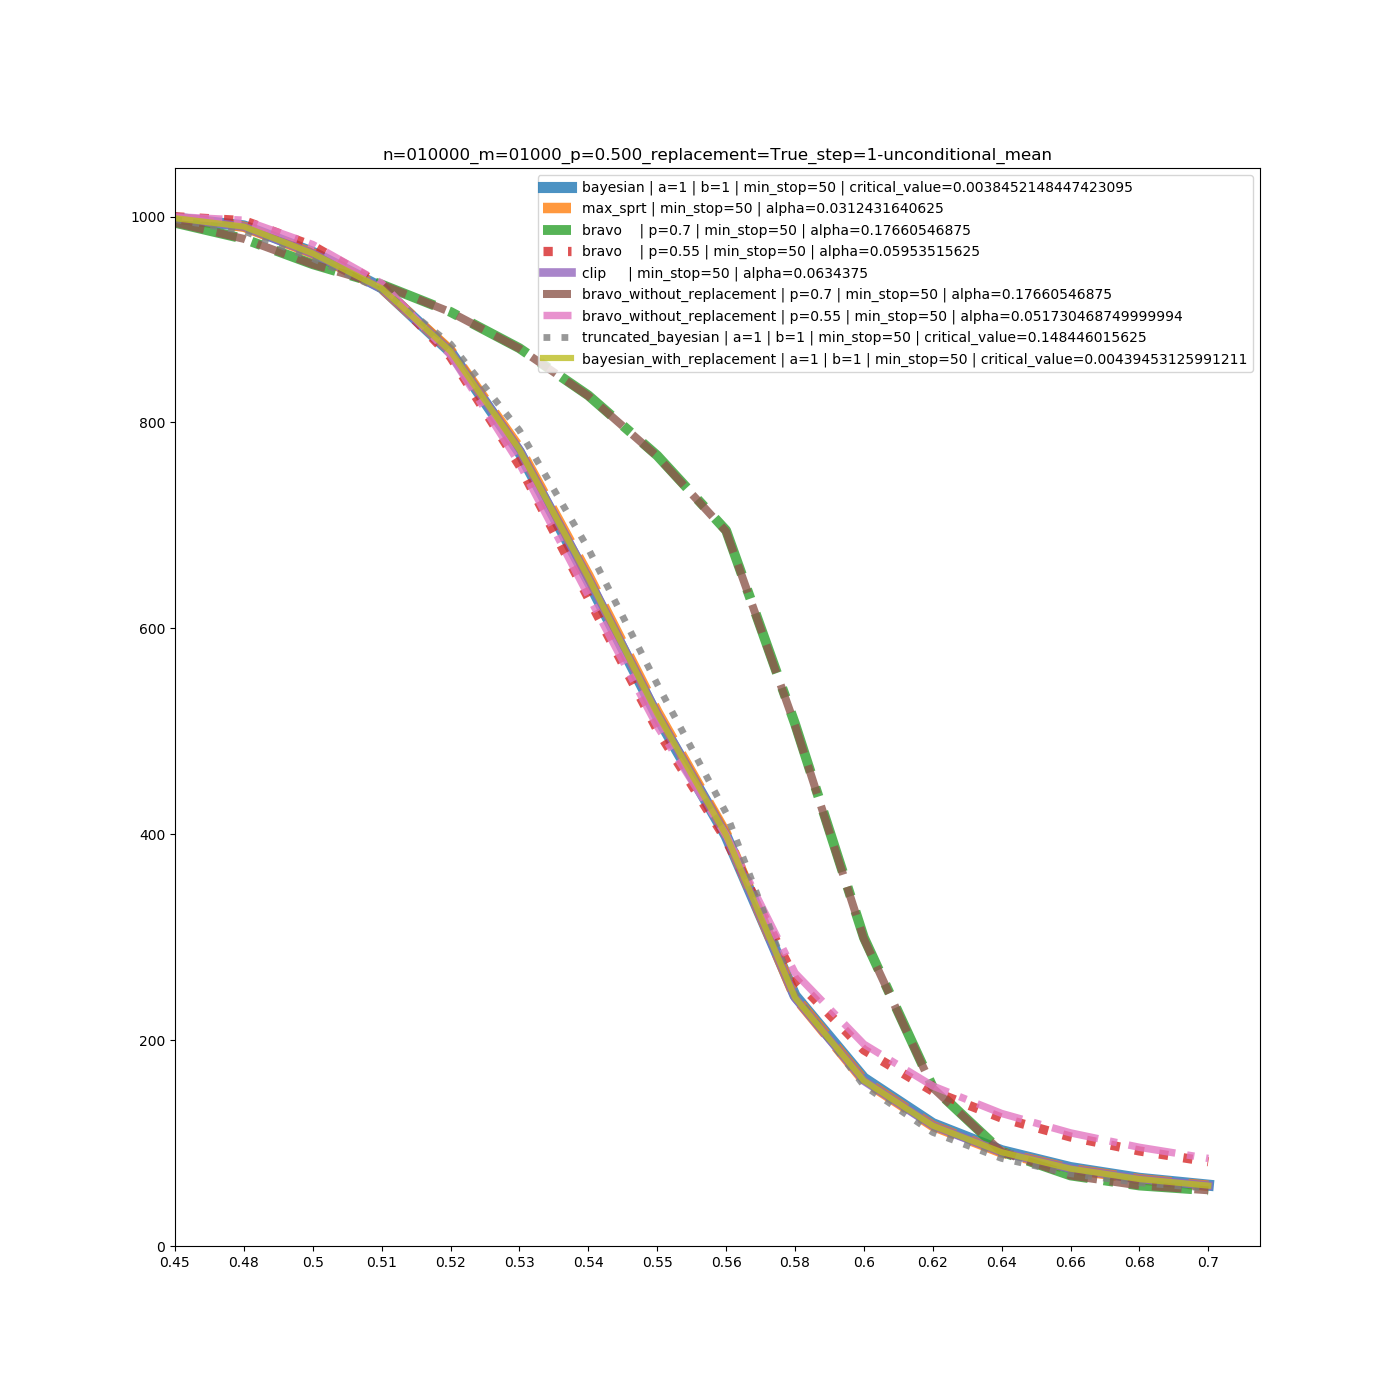 n=010000_m=01000_p=0.500_replacement=True_step=1-unconditional_mean
bayesian | a=1 | b=1 | min_stop=50 | critical_value=0.0038452148447423095
max_sprt | min_stop=50 | alpha=0.0312431640625
bravo    | p=0.7 | min_stop=50 | alpha=0.17660546875
bravo    | p=0.55 | min_stop=50 | alpha=0.05953515625
clip     | min_stop=50 | alpha=0.0634375
bravo_without_replacement | p=0.7 | min_stop=50 | alpha=0.17660546875
bravo_without_replacement | p=0.55 | min_stop=50 | alpha=0.051730468749999994
truncated_bayesian | a=1 | b=1 | min_stop=50 | critical_value=0.148446015625
bayesian_with_replacement | a=1 | b=1 | min_stop=50 | critical_value=0.00439453125991211
1000
800
600
400
200
0
0.45 0.48 0.5 0.51 0.52 0.53 0.54 0.55 0.56 0.58 0.6 0.62 0.64 0.66 0.68 0.7